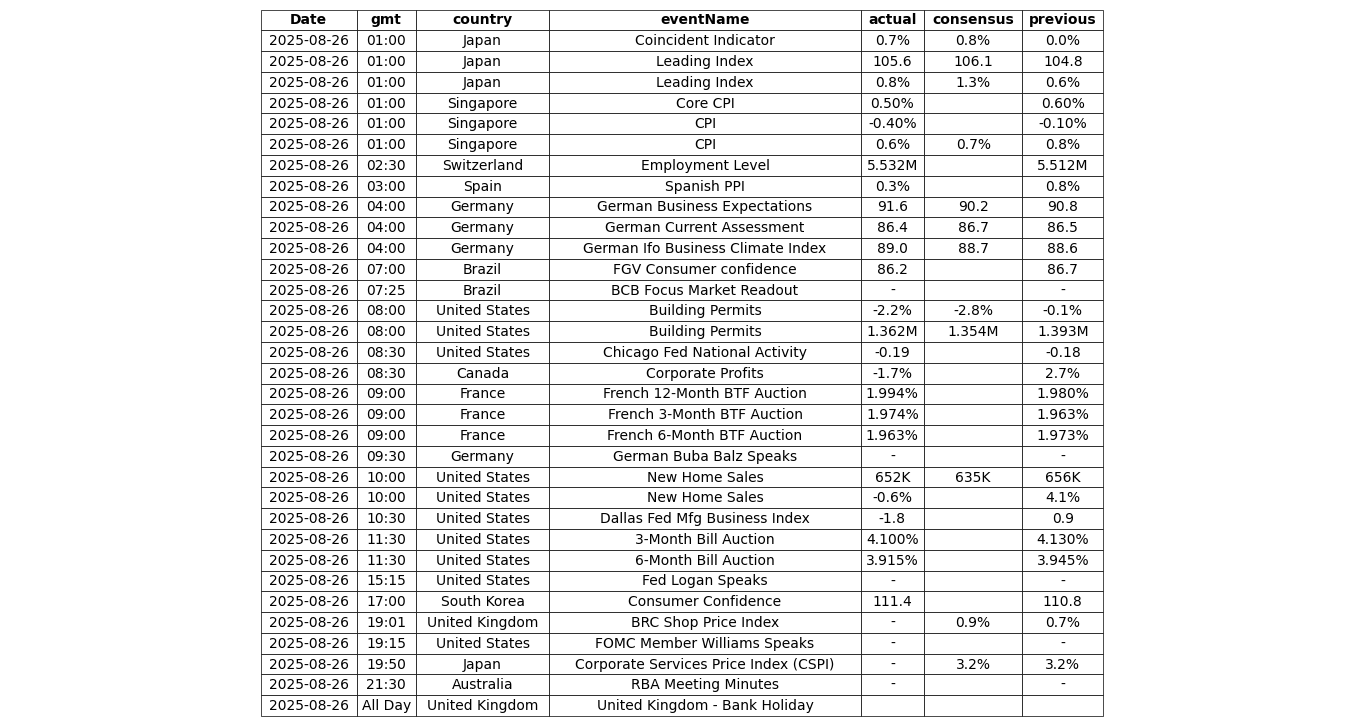 Date gmt country eventName actual consensus previous
2025-08-26 01:00 Japan Coincident Indicator 0.7% 0.8% 0.0%
2025-08-26 01:00 Japan Leading Index 105.6 106.1 104.8
2025-08-26 01:00 Japan Leading Index 0.8% 1.3% 0.6%
2025-08-26 01:00 Singapore Core CPI 0.50% 0.60%
2025-08-26 01:00 Singapore CPI -0.40% -0.10%
2025-08-26 01:00 Singapore CPI 0.6% 0.7% 0.8%
2025-08-26 02:30 Switzerland Employment Level 5.532M 5.512M
2025-08-26 03:00 Spain Spanish PPI 0.3% 0.8%
2025-08-26 04:00 Germany German Business Expectations 91.6 90.2 90.8
2025-08-26 04:00 Germany German Current Assessment 86.4 86.7 86.5
2025-08-26 04:00 Germany German Ifo Business Climate Index 89.0 88.7 88.6
2025-08-26 07:00 Brazil FGV Consumer confidence 86.2 86.7
2025-08-26 07:25 Brazil BCB Focus Market Readout - -
2025-08-26 08:00 United States Building Permits -2.2% -2.8% -0.1%
2025-08-26 08:00 United States Building Permits 1.362M 1.354M 1.393M
2025-08-26 08:30 United States Chicago Fed National Activity -0.19 -0.18
2025-08-26 08:30 Canada Corporate Profits -1.7% 2.7%
2025-08-26 09:00 France French 12-Month BTF Auction 1.994% 1.980%
2025-08-26 09:00 France French 3-Month BTF Auction 1.974% 1.963%
2025-08-26 09:00 France French 6-Month BTF Auction 1.963% 1.973%
2025-08-26 09:30 Germany German Buba Balz Speaks - -
2025-08-26 10:00 United States New Home Sales 652K 635K 656K
2025-08-26 10:00 United States New Home Sales -0.6% 4.1%
2025-08-26 10:30 United States Dallas Fed Mfg Business Index -1.8 0.9
2025-08-26 11:30 United States 3-Month Bill Auction 4.100% 4.130%
2025-08-26 11:30 United States 6-Month Bill Auction 3.915% 3.945%
2025-08-26 15:15 United States Fed Logan Speaks - -
2025-08-26 17:00 South Korea Consumer Confidence 111.4 110.8
2025-08-26 19:01 United Kingdom BRC Shop Price Index - 0.9% 0.7%
2025-08-26 19:15 United States FOMC Member Williams Speaks - -
2025-08-26 19:50 Japan Corporate Services Price Index (CSPI) - 3.2% 3.2%
2025-08-26 21:30 Australia RBA Meeting Minutes - -
2025-08-26 All Day United Kingdom United Kingdom - Bank Holiday